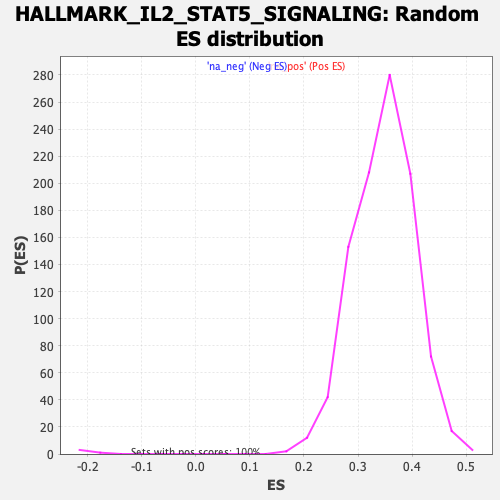 HALLMARK_IL2_STAT5_SIGNALING: Random
ES distribution
'na_neg' (Neg ES)pos' (Pos ES)
280
260
240
220
200
180
160
140
120
100
80
60
40
20
0
P(ES)
Sets with pos scores: 100%
-0.2 -0.1 0.0 0.1 0.2 0.3 0.4 0.5
ES